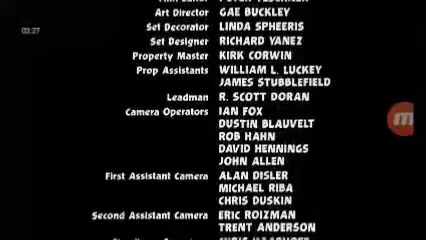 Art Director GAE BUCKLEY
03:27
Set Decorator LINDA SPHEERIS
Set Designer RICHARD YANEZ
Property Master KIRK CORWIN
Prop Assistants WILLIAM L. LUCKEY
JAMES STUBBLEFIELD
Leadman R. SCOTT DORAN
Camera Operators IAN FOX
DUSTIN BLAUVELT
ROB HAHN
DAVID HENNINGS
JOHN ALLEN
First Assistant Camera ALAN DISLER
MICHAEL RIBA
CHRIS DUSKIN
Second Assistant Camera ERIC ROIZMAN
TRENT ANDERSON